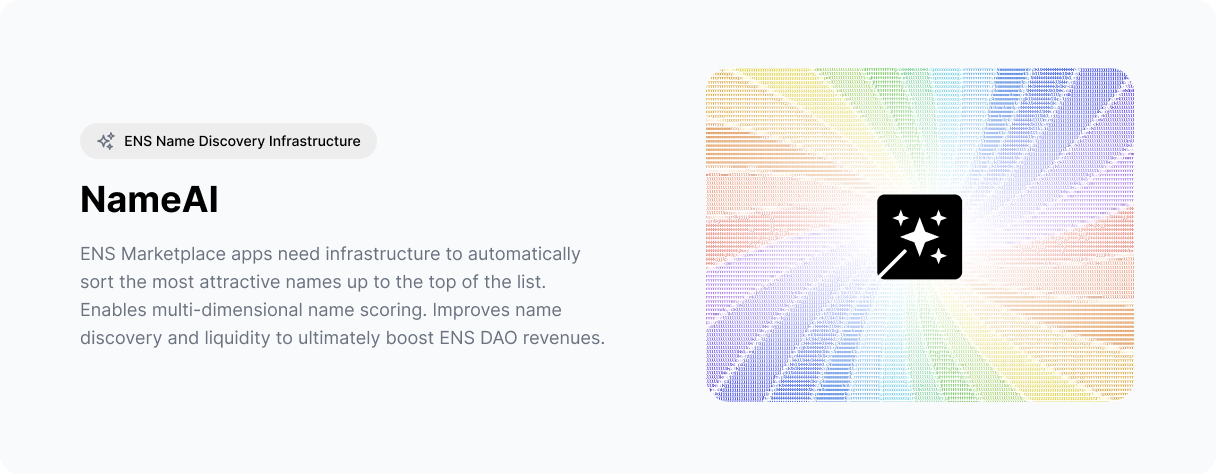 ENS Name Discovery Infrastructure
NameAI
ENS Marketplace apps need infrastructure to automatically
sort the most attractive names up to the top of the list.
Enables multi-dimensional name scoring. Improves name
discovery and liquidity to ultimately boost ENS DAO revenues.